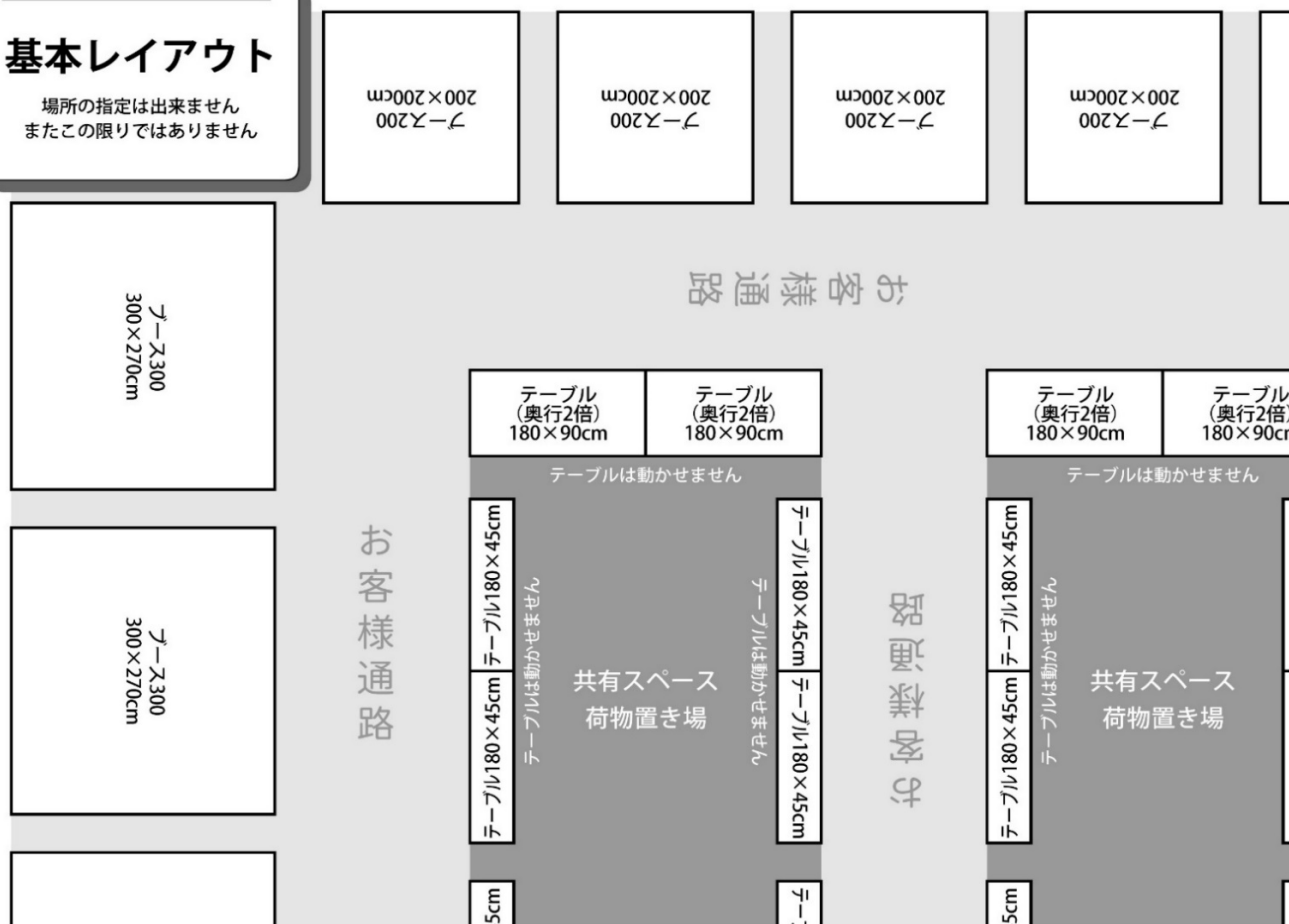 基本レイアウト
場所の指定は出来ません
またこの限りではありません
ブース200
200×200cm
ブース200
200×200cm
ブース200
200×200cm
ブース200
200×200cm
お客様通路
ブース300
300×270cm
ブース300
300×270cm
お客様通路
テーブル
（奥行2倍）
180×90cm
テーブル
（奥行2倍）
180×90cm
テーブルは動かせません
テーブル180×45cm
テーブル180×45cm
テーブルは動かせません
共有スペース
荷物置き場
テーブルは動かせません
テーブル180×45cm
テーブル180×45cm
お客様通路
テーブル
（奥行2倍）
180×90cm
テーブル
（奥行2倍）
180×90cm
テーブルは動かせません
テーブル180×45cm
テーブル180×45cm
テーブルは動かせません
共有スペース
荷物置き場
5cm
テーブ
5cm